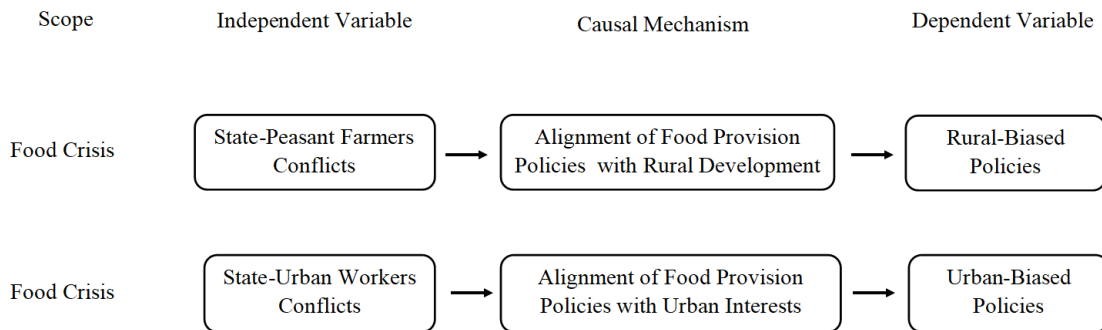 Scope
Independent Variable
Causal Mechanism
Dependent Variable
Food Crisis
State-Peasant Farmers
Conflicts
Alignment of Food Provision
Policies with Rural Development
Rural-Biased
Policies
Food Crisis
State-Urban Workers
Conflicts
Alignment of Food Provision
Policies with Urban Interests
Urban-Biased
Policies